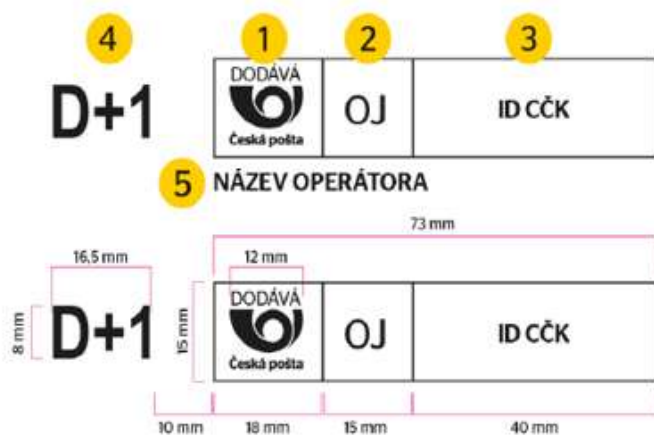 4 1 2 3
D+1 DODÁVÁ Česká pošta OJ ID CČK
5 NÁZEV OPERÁTORA
73 mm
16,5 mm 12 mm
8 mm D+1 15 mm DODÁVÁ Česká pošta OJ ID CČK
10 mm 18 mm 15 mm 40 mm